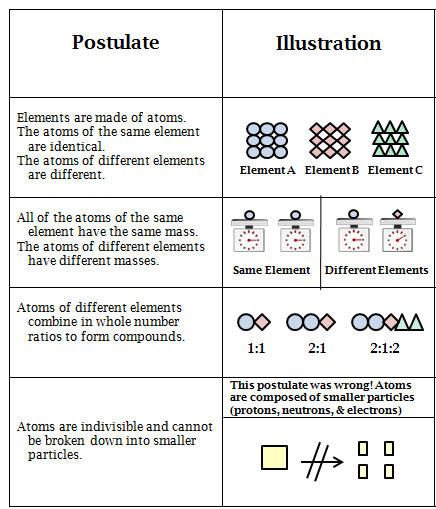 Postulate
Illustration
Elements are made of atoms.
The atoms of the same element
are identical.
The atoms of different elements
are different.
Element A
Element B
Element C
All of the atoms of the same
element have the same mass.
The atoms of different elements
have different masses.
Same Element
Different Elements
Atoms of different elements
combine in whole number
ratios to form compounds.
1:1
2:1
2:1:2
Atoms are indivisible and cannot
be broken down into smaller
particles.
This postulate was wrong! Atoms
are composed of smaller particles
(protons, neutrons, & electrons)